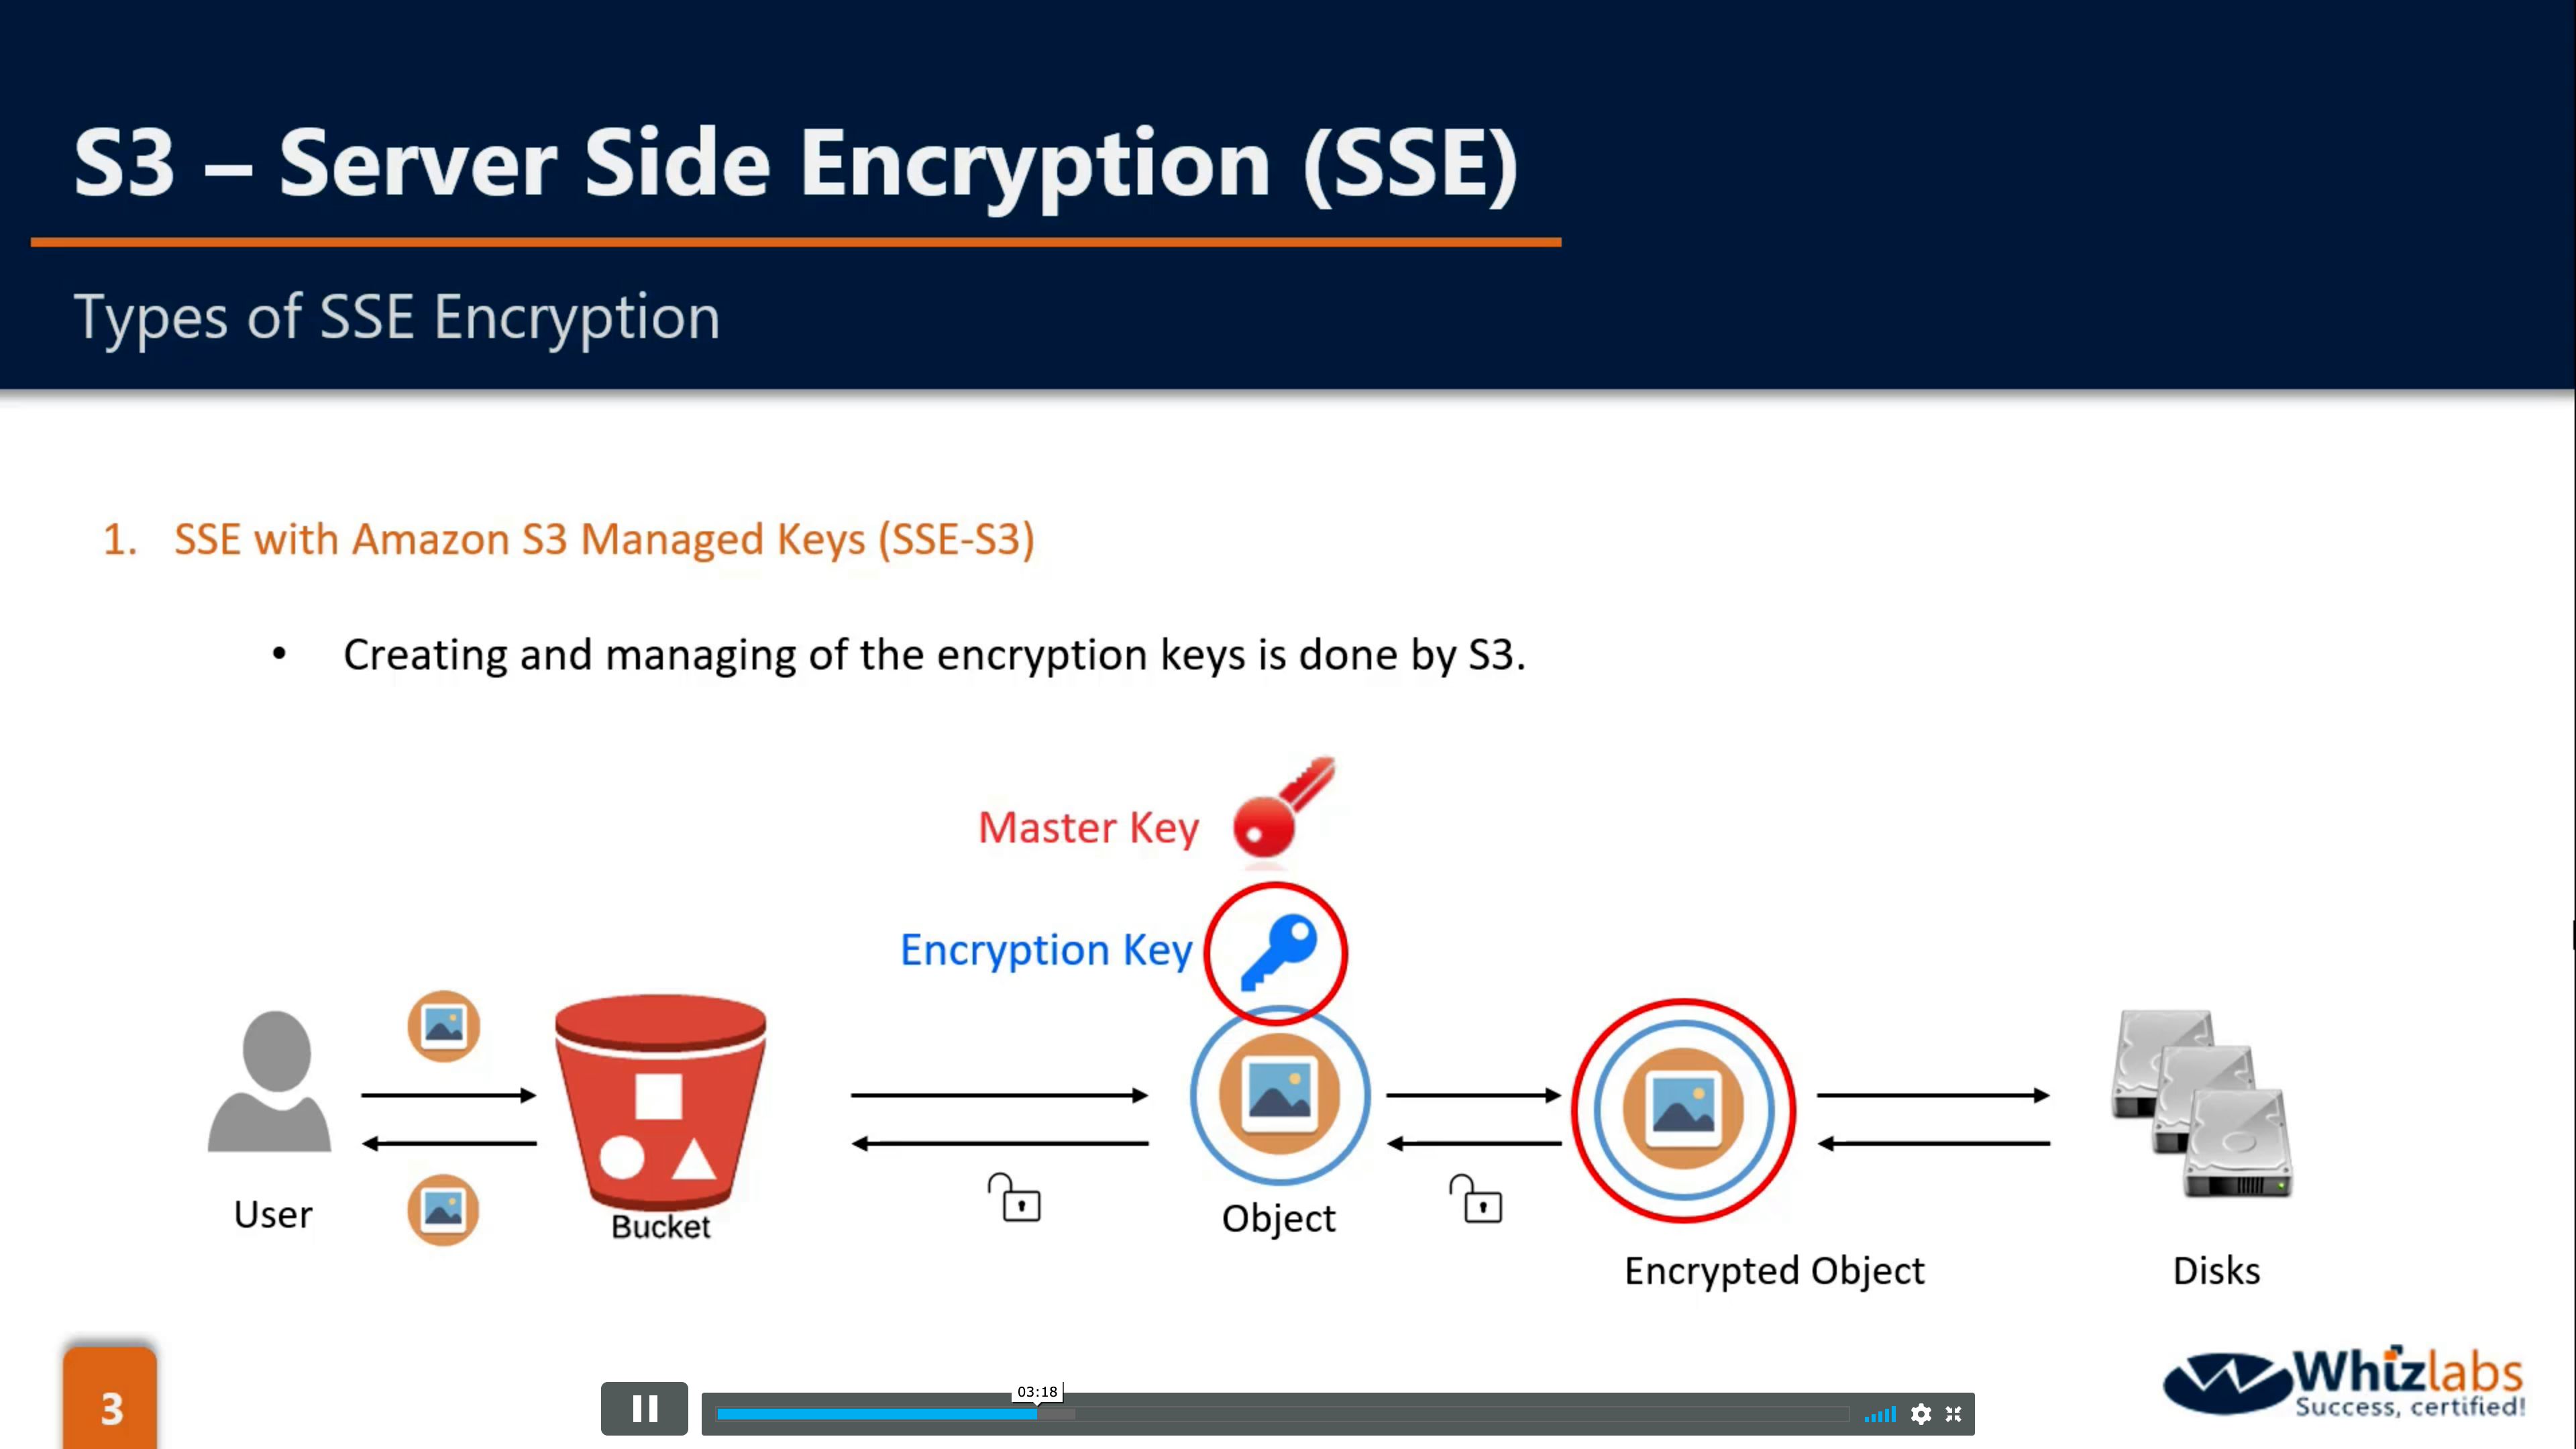 S3 – Server Side Encryption (SSE)
Types of SSE Encryption
1. SSE with Amazon S3 Managed Keys (SSE-S3)
• Creating and managing of the encryption keys is done by S3.
Master Key
Encryption Key
User
Bucket
Object
Encrypted Object
Disks
3
03:18
Whizlabs
Success, certified!